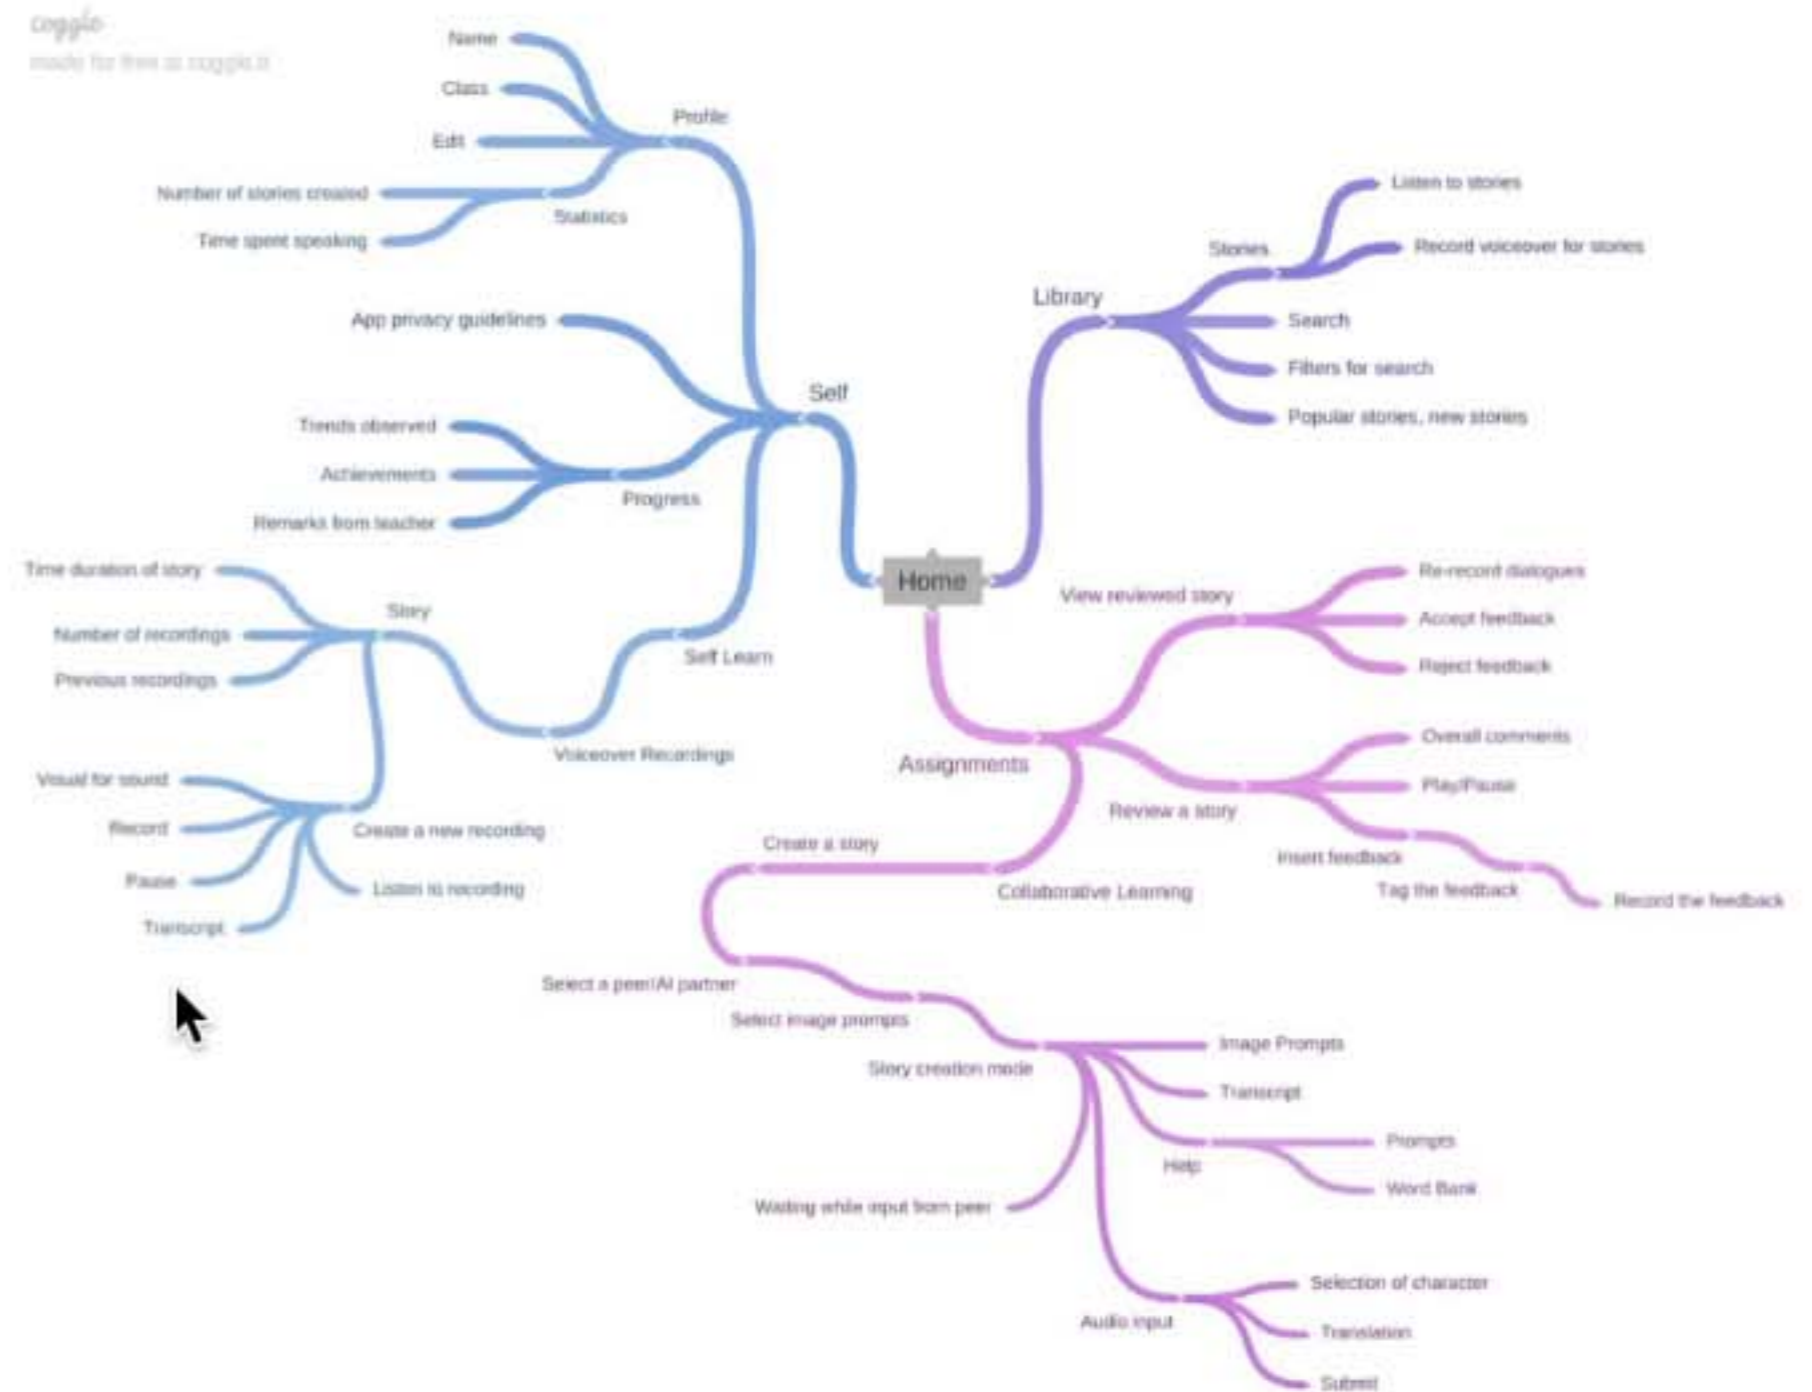 coggle
made for free at coggle.it
Name
Class
Edit
Profile
Number of stories created
Time spent speaking
Statistics
App privacy guidelines
Self
Trends observed
Achievements
Remarks from teacher
Progress
Time duration of story
Number of recordings
Previous recordings
Story
Self Learn
Voiceover Recordings
Visual for sound
Record
Pause
Transcript
Create a new recording
Listen to recording
Home
Library
Stories
Listen to stories
Record voiceover for stories
Search
Filters for search
Popular stories, new stories
Assignments
View reviewed story
Re-record dialogues
Accept feedback
Reject feedback
Review a story
Overall comments
Play/Pause
Insert feedback
Tag the feedback
Record the feedback
Collaborative Learning
Create a story
Select a peer/AI partner
Select image prompts
Story creation mode
Image Prompts
Transcript
Help
Prompts
Word Bank
Waiting while input from peer
Audio input
Selection of character
Translation
Submit